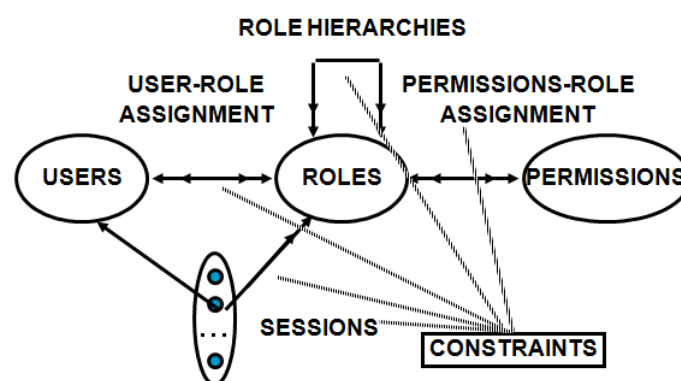 ROLE HIERARCHIES
USER-ROLE
ASSIGNMENT
PERMISSIONS-ROLE
ASSIGNMENT
USERS
ROLES
PERMISSIONS
...
SESSIONS
CONSTRAINTS